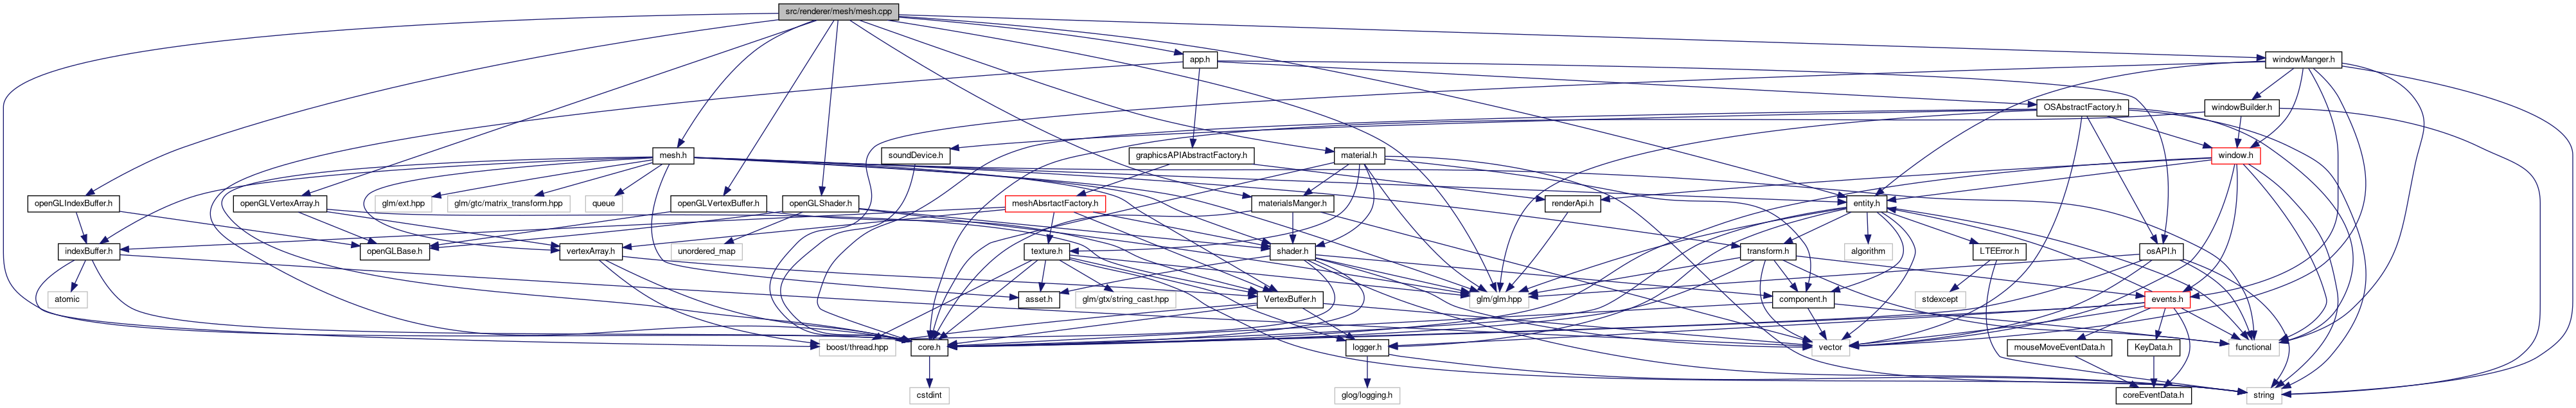 src/renderer/mesh/mesh.cpp
app.h
windowManger.h
OSAbstractFactory.h
windowBuilder.h
mesh.h
soundDevice.h
graphicsAPIAbstractFactory.h
material.h
window.h
openGLIndexBuffer.h
openGLVertexArray.h
glm/ext.hpp
glm/gtc/matrix_transform.hpp
queue
openGLVertexBuffer.h
openGLShader.h
meshAbsrtactFactory.h
materialsManger.h
renderApi.h
entity.h
indexBuffer.h
openGLBase.h
vertexArray.h
unordered_map
texture.h
shader.h
transform.h
algorithm
LTEError.h
osAPI.h
atomic
asset.h
glm/gtx/string_cast.hpp
VertexBuffer.h
glm/glm.hpp
component.h
stdexcept
events.h
boost/thread.hpp
core.h
logger.h
vector
mouseMoveEventData.h
KeyData.h
functional
cstdint
glog/logging.h
coreEventData.h
string